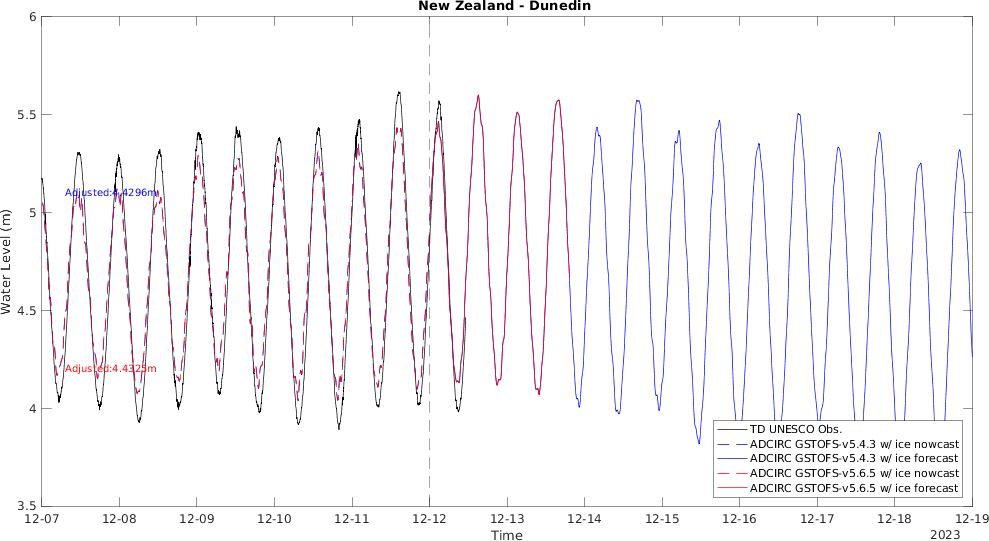 New Zealand - Dunedin
6
5.5
5
4.5
4
3.5
Water Level (m)
Adjusted:4.4296m
Adjusted:4.4325m
TD UNESCO Obs.
ADCIRC GSTOFS-v5.4.3 w/ ice nowcast
ADCIRC GSTOFS-v5.4.3 w/ ice forecast
ADCIRC GSTOFS-v5.6.5 w/ ice nowcast
ADCIRC GSTOFS-v5.6.5 w/ ice forecast
12-07 12-08 12-09 12-10 12-11 12-12 12-13 12-14 12-15 12-16 12-17 12-18 12-19
Time
2023